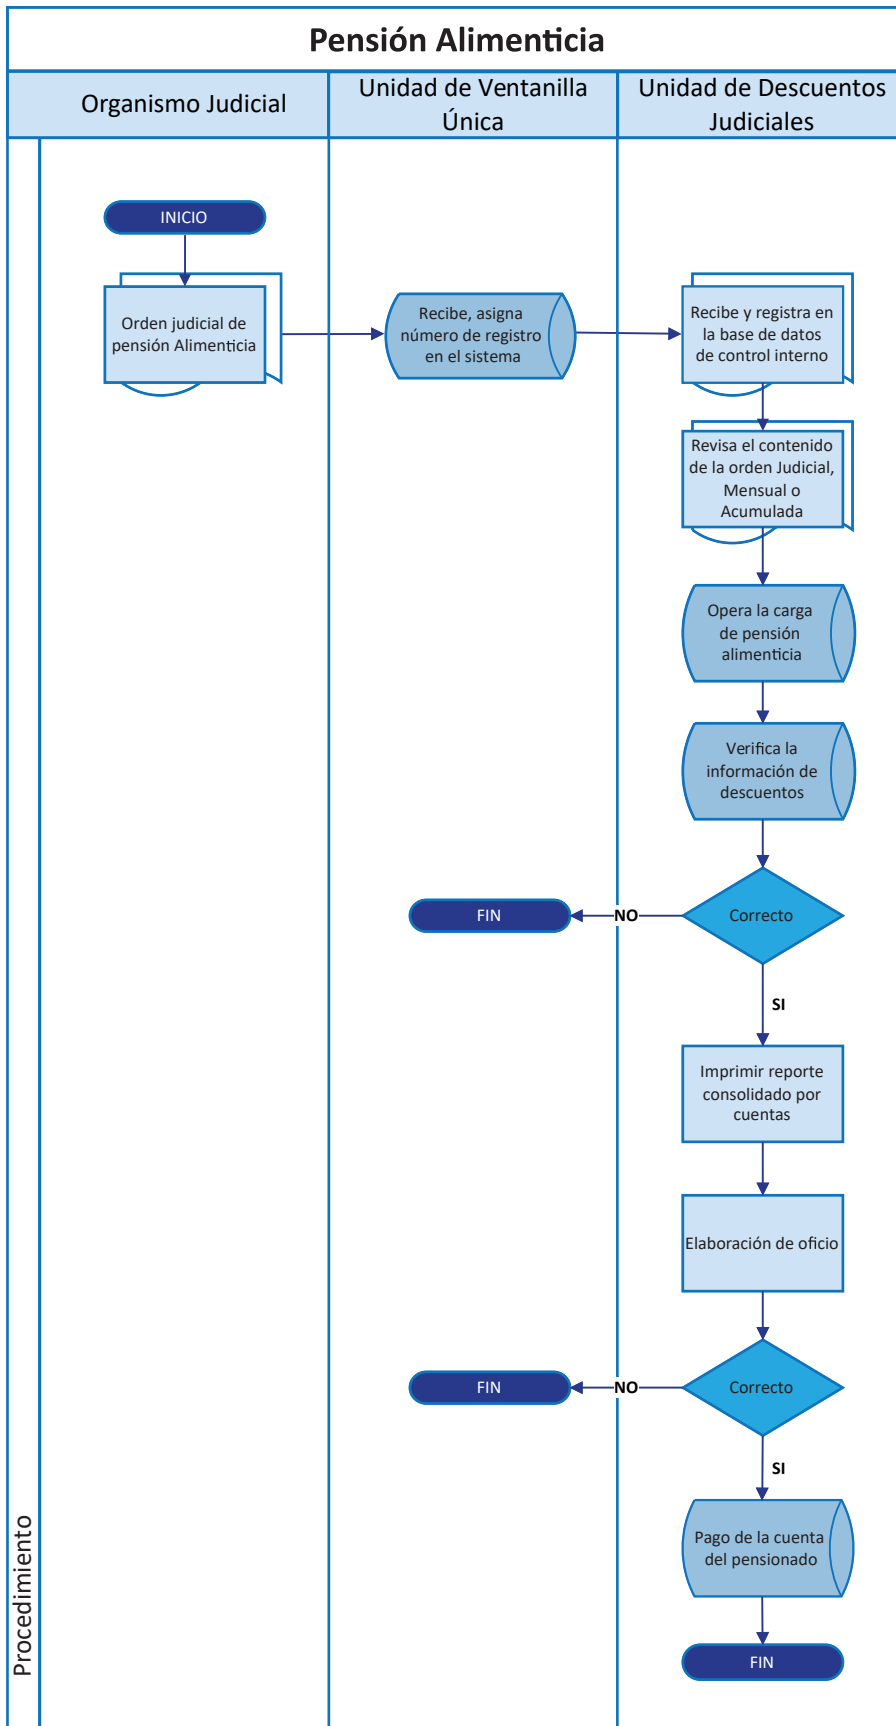 Pensión Alimenticia
Organismo Judicial
Unidad de Ventanilla
Única
Unidad de Descuentos
Judiciales
INICIO
Orden judicial de
pensión Alimenticia
Recibe, asigna
número de registro
en el sistema
Recibe y registra en
la base de datos
de control interno
Revisa el contenido
de la orden Judicial,
Mensual o
Acumulada
Opera la carga
de pensión
alimenticia
Verifica la
información de
descuentos
Correcto
NO
FIN
SI
Imprimir reporte
consolidado por
cuentas
Elaboración de oficio
Correcto
NO
FIN
SI
Pago de la cuenta
del pensionado
FIN
Procedimiento